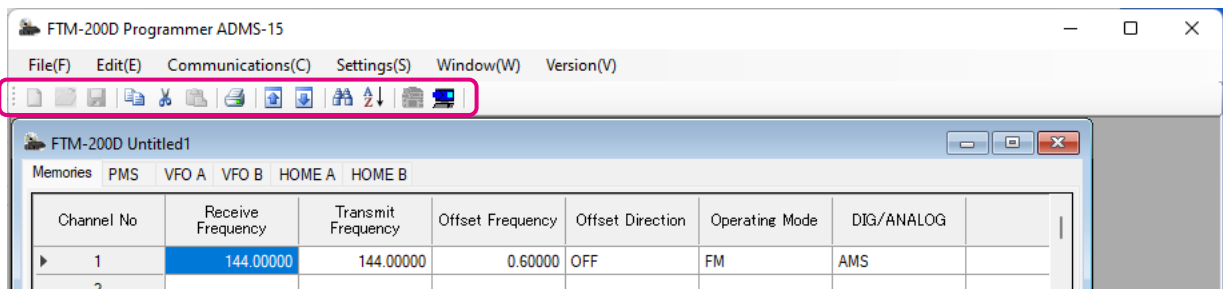 FTM-200D Programmer ADMS-15
File(F) Edit(E) Communications(C) Settings(S) Window(W) Version(V)
FTM-200D Untitled1
Memories PMS VFO A VFO B HOME A HOME B
Channel No Receive Frequency Transmit Frequency Offset Frequency Offset Direction Operating Mode DIG/ANALOG
1 144.00000 144.00000 0.60000 OFF FM AMS
2